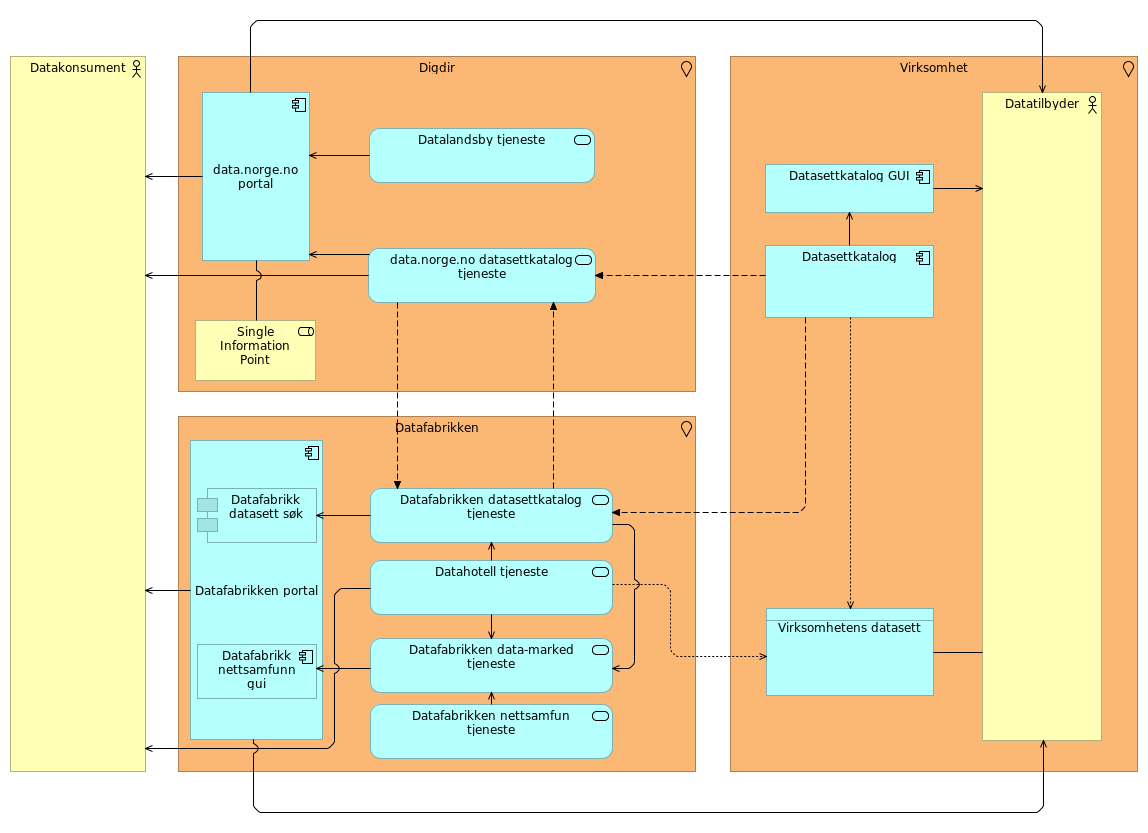 Datakonsument
Digdir
data.norge.no
portal
Datalandsby tjeneste
data.norge.no datasettkatalog
tjeneste
Single
Information
Point
Datafabrikken
Datafabrikk
datasett søk
Datafabrikken portal
Datafabrikk
nettsamfunn
gui
Datafabrikken datasettkatalog
tjeneste
Datahotell tjeneste
Datafabrikken data-marked
tjeneste
Datafabrikken nettsamfun
tjeneste
Virksomhet
Datatilbyder
Datasettkatalog GUI
Datasettkatalog
Virksomhetens datasett